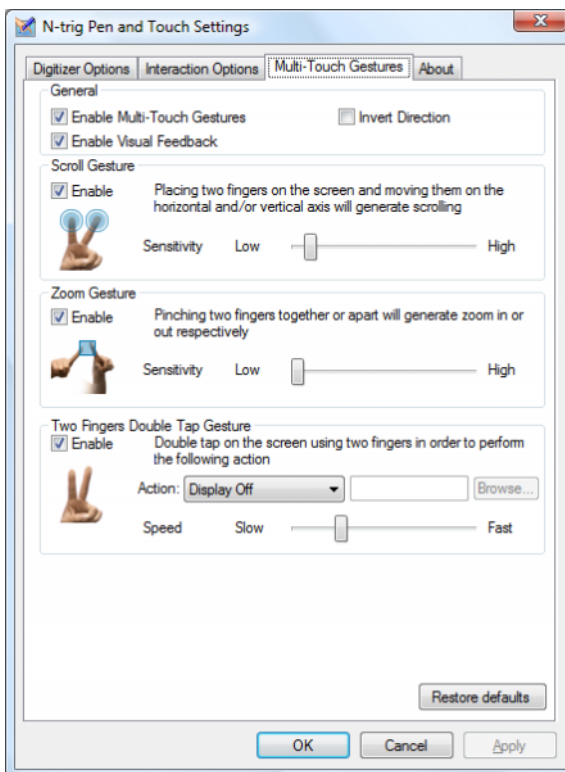 N-trig Pen and Touch Settings
Digitizer Options Interaction Options Multi-Touch Gestures About
General
Enable Multi-Touch Gestures Invert Direction
Enable Visual Feedback
Scroll Gesture
Enable Placing two fingers on the screen and moving them on the
horizontal and/or vertical axis will generate scrolling
Sensitivity Low High
Zoom Gesture
Enable Pinching two fingers together or apart will generate zoom in or
out respectively
Sensitivity Low High
Two Fingers Double Tap Gesture
Enable Double tap on the screen using two fingers in order to perform
the following action
Action: Display Off Browse...
Speed Slow Fast
Restore defaults
OK Cancel Apply